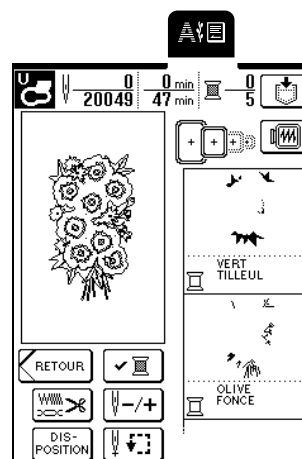 A
U
0 0 min 0
20049 47 min 5
VERT
TILLEUL
RETOUR
OLIVE
FONCE
-/+
DIS-
POSITION